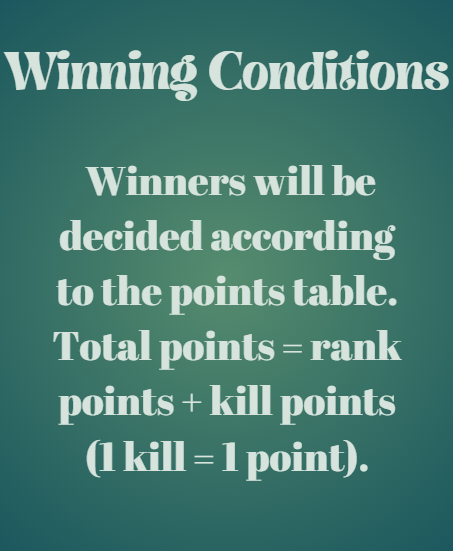 Winning Conditions
Winners will be
decided according
to the points table.
Total points = rank
points + kill points
(1 kill = 1 point).